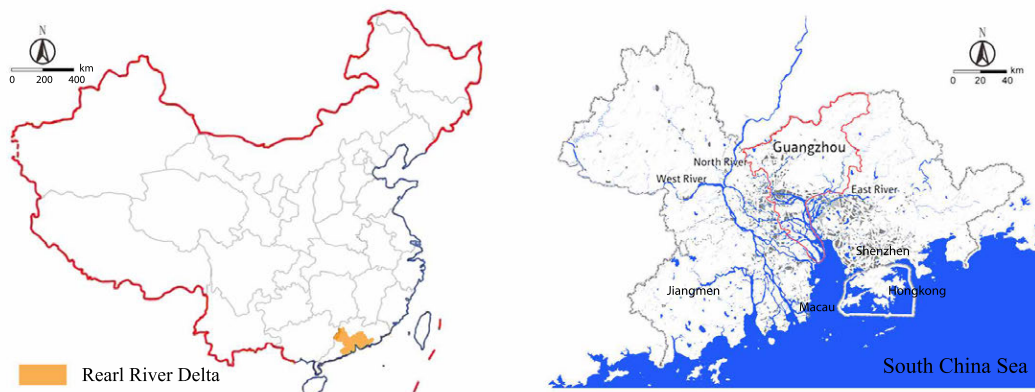 N
0 200 400 km
Rearl River Delta
N
0 20 40 km
Guangzhou
North River
West River
East River
Shenzhen
Jiangmen
Hongkong
Macau
South China Sea